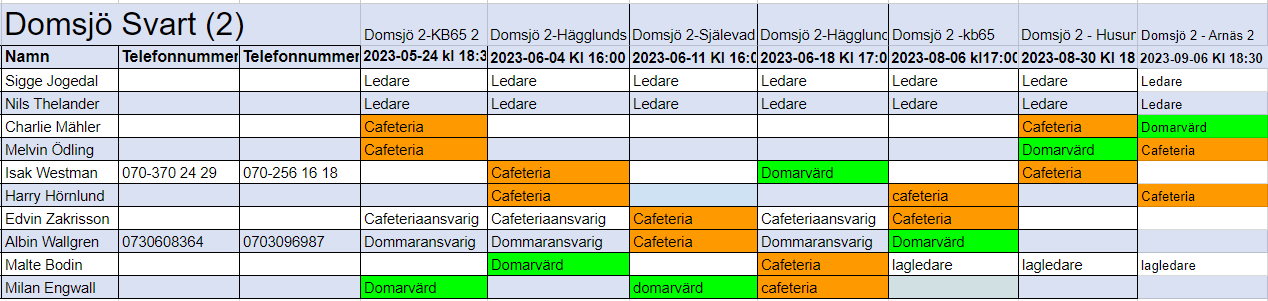 Domsjö Svart (2) Domsjö 2-KB65 2 Domsjö 2-Hägglunds Domsjö 2-Själevad Domsjö 2-Hägglund Domsjö 2 -kb65 Domsjö 2 - Husum Domsjö 2 - Arnäs 2
Namn Telefonnummer Telefonnummer 2023-05-24 kl 18:3 2023-06-04 Kl 16:00 2023-06-11 Kl 16:0 2023-06-18 Kl 17:0 2023-08-06 kl17:00 2023-08-30 Kl 18 2023-09-06 Kl 18:30
Sigge Jogedal Ledare Ledare Ledare Ledare Ledare Ledare Ledare
Nils Thelander Ledare Ledare Ledare Ledare Ledare Ledare Ledare
Charlie Mähler Cafeteria Cafeteria Domarvärd
Melvin Ödling Cafeteria Domarvärd Cafeteria
Isak Westman 070-370 24 29 070-256 16 18 Cafeteria Domarvärd Cafeteria
Harry Hörnlund Cafeteria cafeteria Cafeteria
Edvin Zakrisson Cafeteriaansvarig Cafeteriaansvarig Cafeteria Cafeteriaansvarig Cafeteria
Albin Wallgren 0730608364 0703096987 Dommaransvarig Dommaransvarig Cafeteria Dommaransvarig Domarvärd
Malte Bodin Domarvärd Cafeteria lagledare lagledare lagledare
Milan Engwall Domarvärd domarvärd cafeteria